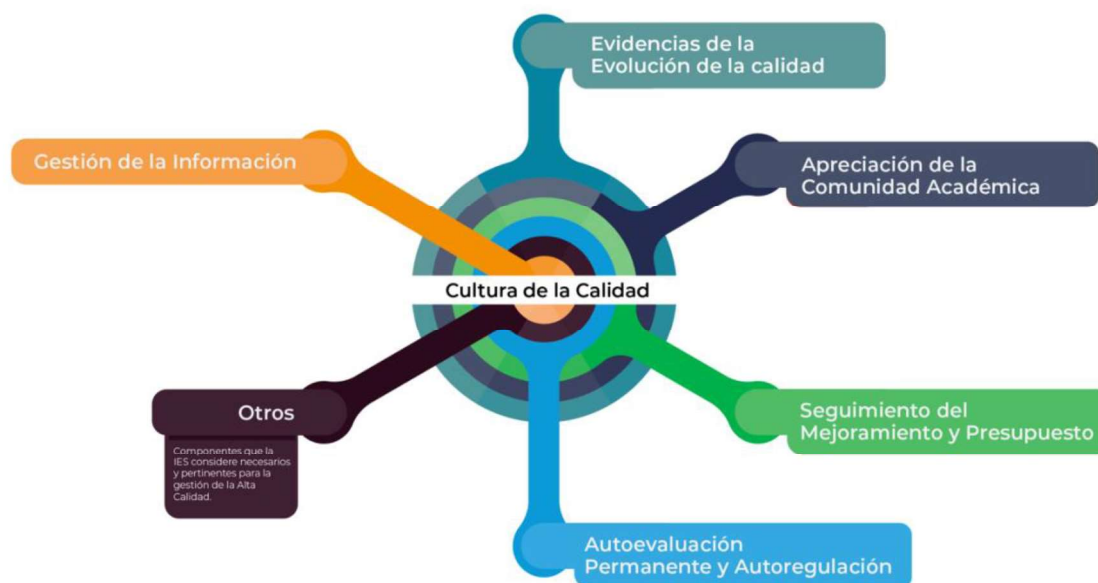 Evidencias de la
Evolución de la calidad
Gestión de la Información
Apreciación de la
Comunidad Académica
Cultura de la Calidad
Otros
Componentes que la
IES considere necesarios
y pertinentes para la
gestión de la Alta
Calidad.
Seguimiento del
Mejoramiento y Presupuesto
Autoevaluación
Permanente y Autoregulación